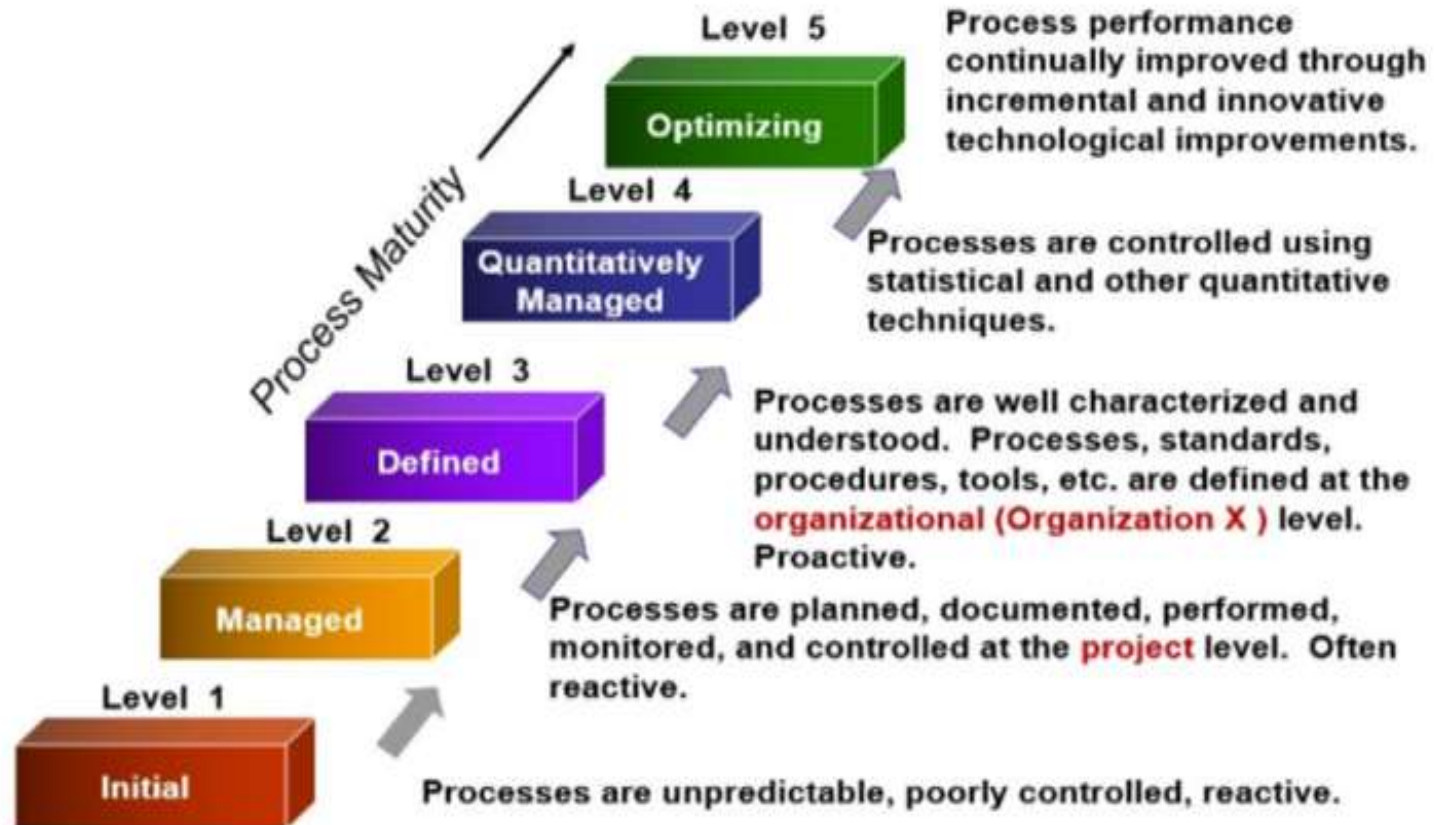 Level 5
Optimizing
Process performance
continually improved through
incremental and innovative
technological improvements.
Process Maturity
Level 4
Quantitatively
Managed
Processes are controlled using
statistical and other quantitative
techniques.
Level 3
Defined
Processes are well characterized and
understood. Processes, standards,
procedures, tools, etc. are defined at the
organizational (Organization X ) level.
Proactive.
Level 2
Managed
Processes are planned, documented, performed,
monitored, and controlled at the project level. Often
reactive.
Level 1
Initial
Processes are unpredictable, poorly controlled, reactive.